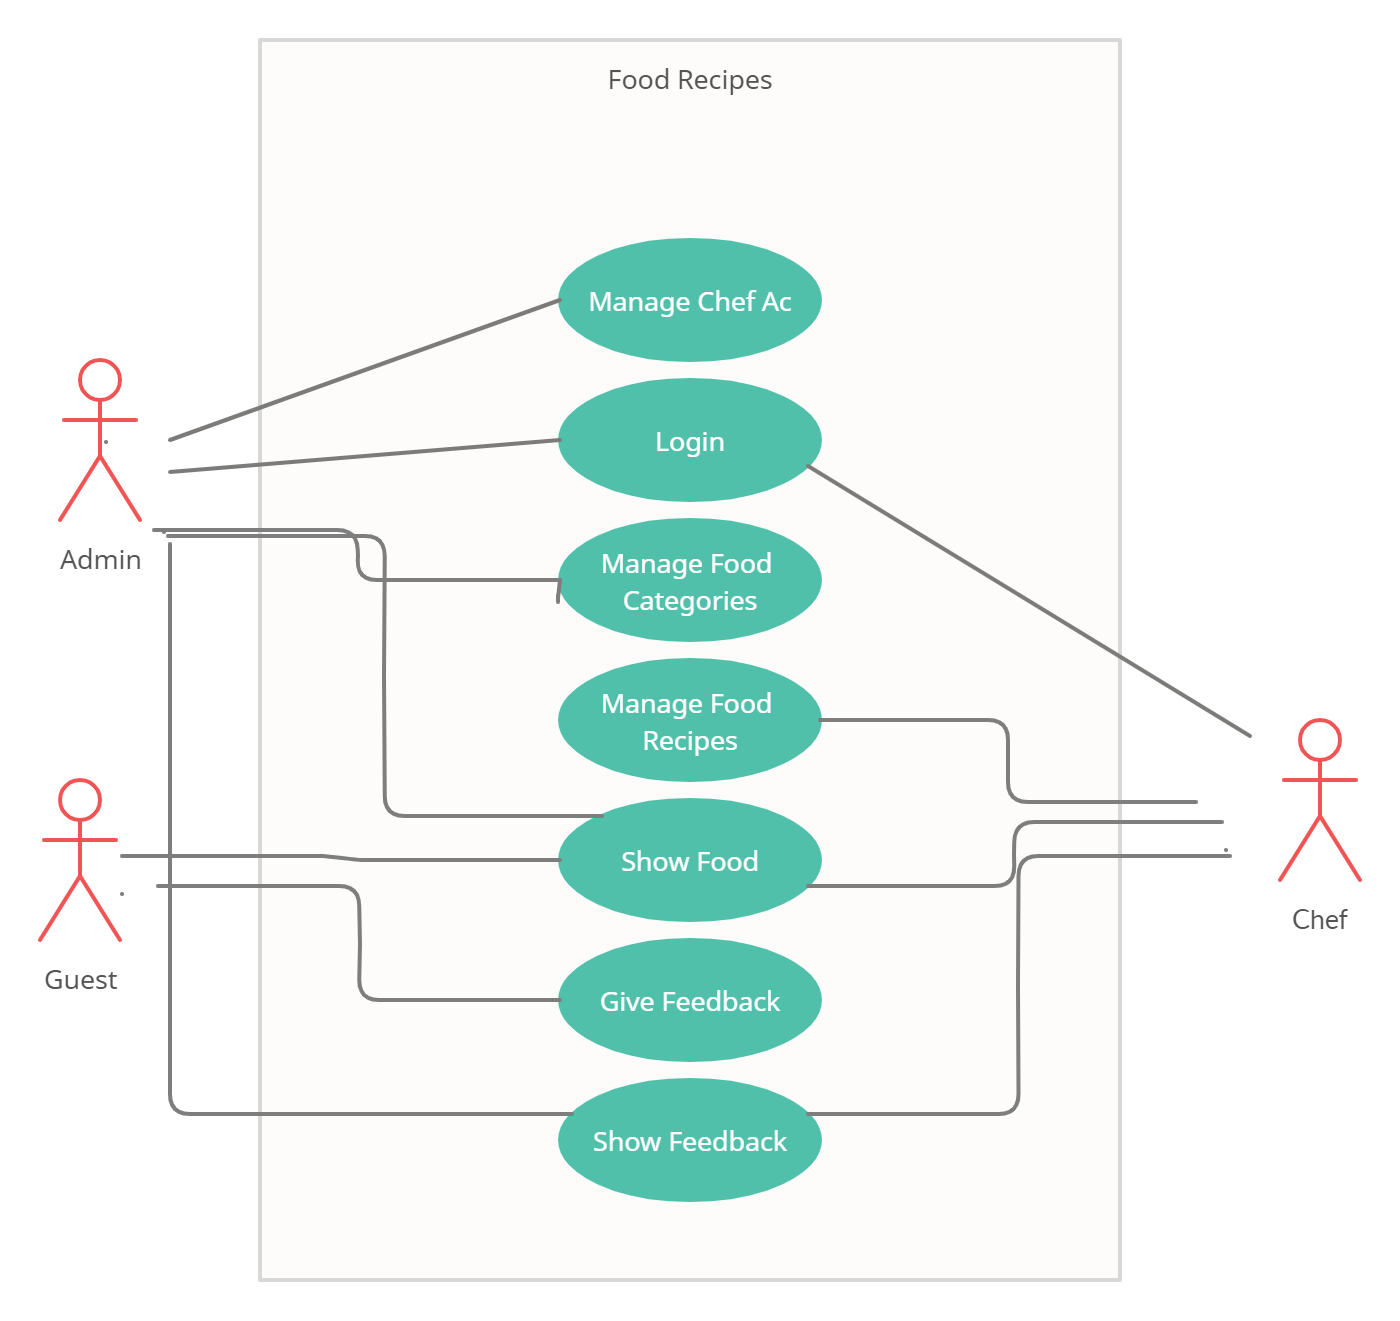 Food Recipes
Manage Chef Ac
Login
Manage Food
Categories
Admin
Manage Food
Recipes
Show Food
Chef
Guest
Give Feedback
Show Feedback